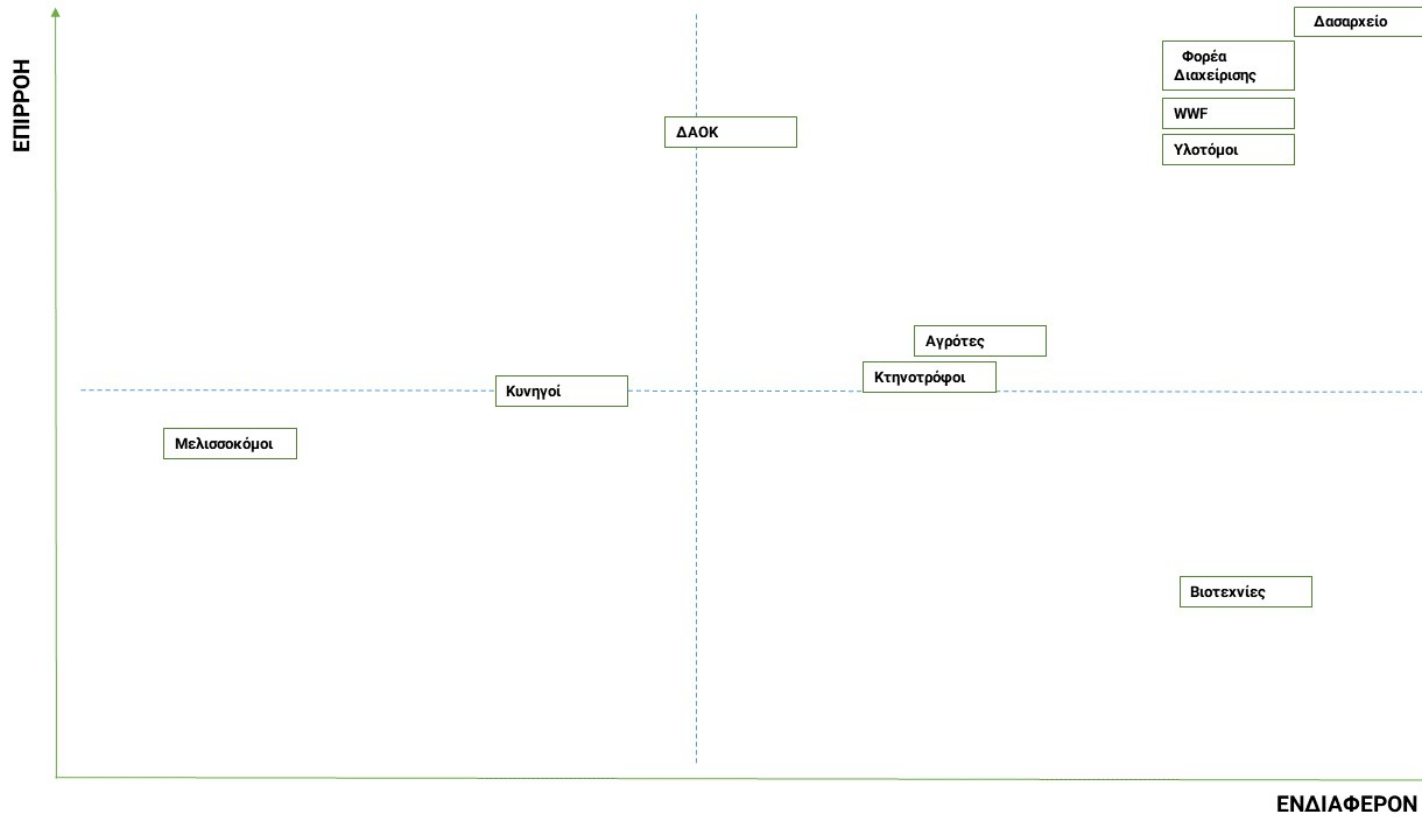 Δασαρχείο
ΕΠΙΡΡΟΗ
Φορέα
Διαχείρισης
WWF
ΔΑΟΚ
Υλοτόμοι
Αγρότες
Κτηνοτρόφοι
Κυνηγοί
Μελισσοκόμοι
Βιοτεχνίες
ΕΝΔΙΑΦΕΡΟΝ